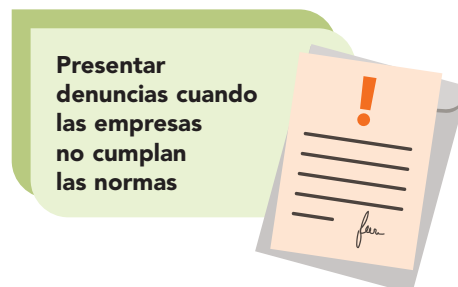 Presentar
denuncias cuando
las empresas
no cumplan
las normas
!